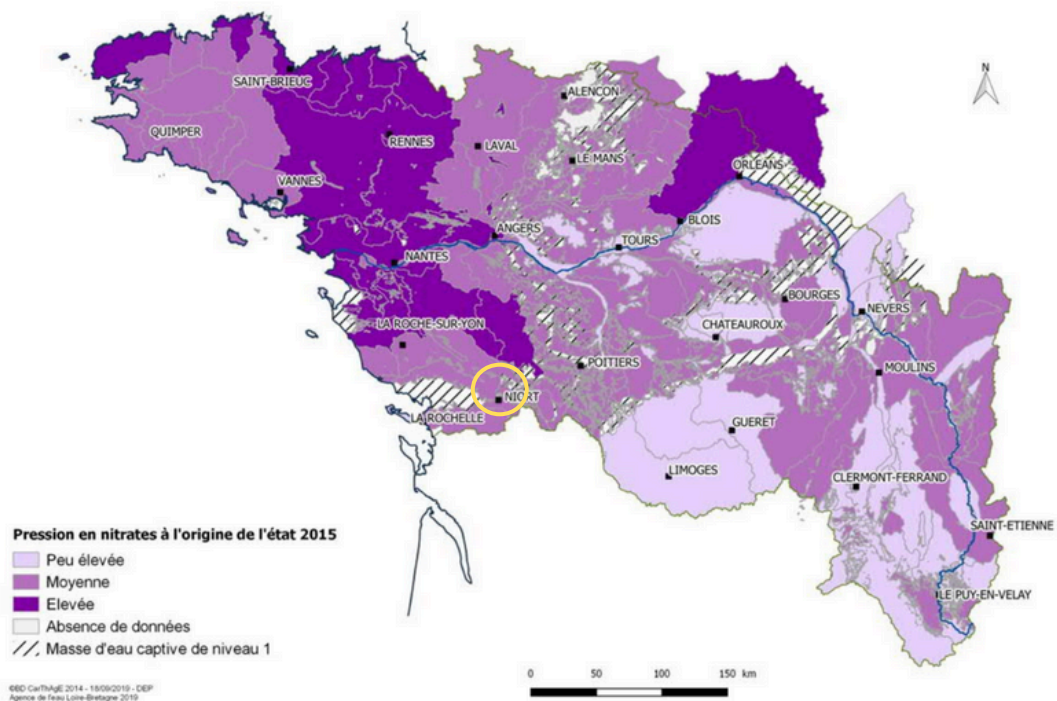 N
ALENCON
SAINT-BRIEUC
QUIMPER
RENNES
LAVAL
LE MANS
ORLEANS
VANNES
BLOIS
ANGERS
TOURS
NANTES
BOURGES
NEVERS
LA ROCHE-SUR-YON
CHATEAUROUX
POITIERS
MOULINS
NIORT
LA ROCHELLE
GUERET
LIMOGES
CLERMONT-FERRAND
SAINT-ETIENNE
LE PUY-EN-VELAY
Pression en nitrates à l'origine de l'état 2015
Peu élevée
Moyenne
Elevée
Absence de données
Masse d'eau captive de niveau 1
0 50 100 150 km
©BD CarThAgE 2014 - 18/09/2019 - DEP
Agence de l'eau Loire-Bretagne 2019